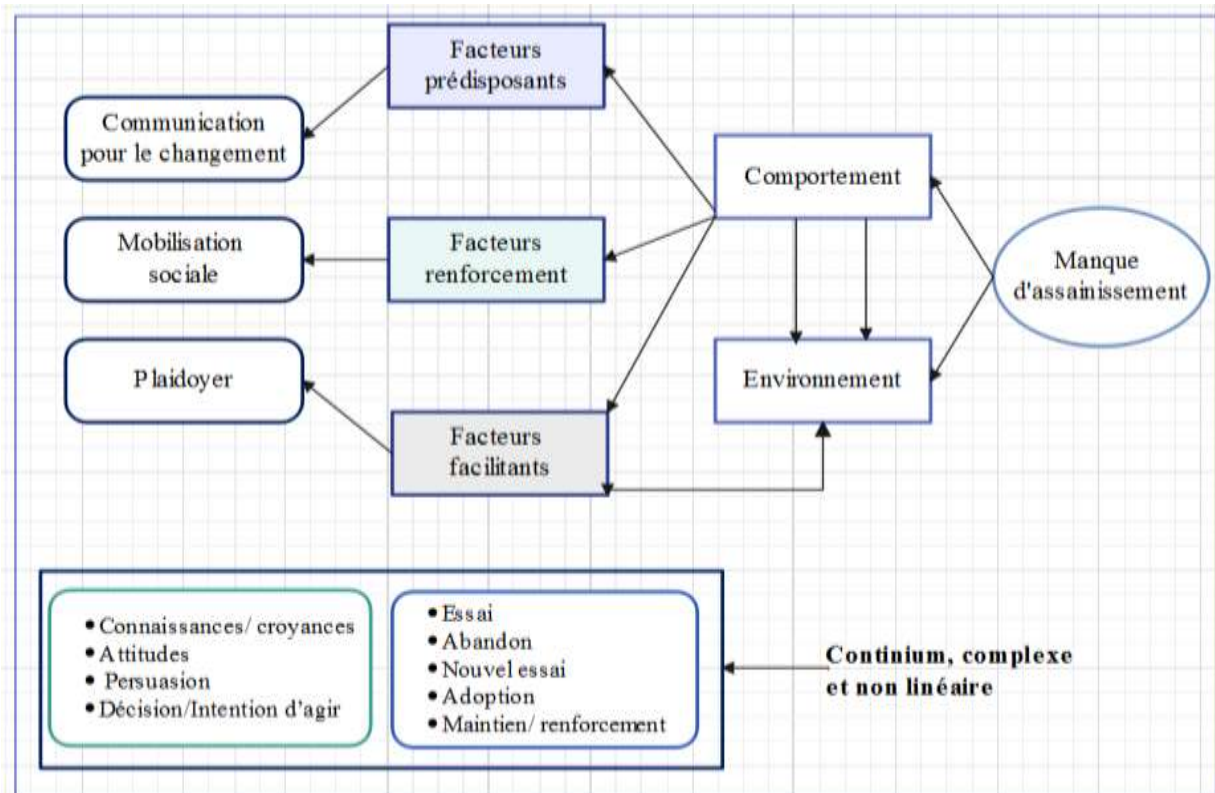 Facteurs
prédisposants
Communication
pour le changement
Comportement
Mobilisation
sociale
Facteurs
renforcement
Manque
d'assainissement
Plaidoyer
Environnement
Facteurs
facilitants
• Connaissances/ croyances
• Attitudes
• Persuasion
• Décision/Intention d'agir
• Essai
• Abandon
• Nouvel essai
• Adoption
• Maintien/ renforcement
Continium, complexe
et non linéaire